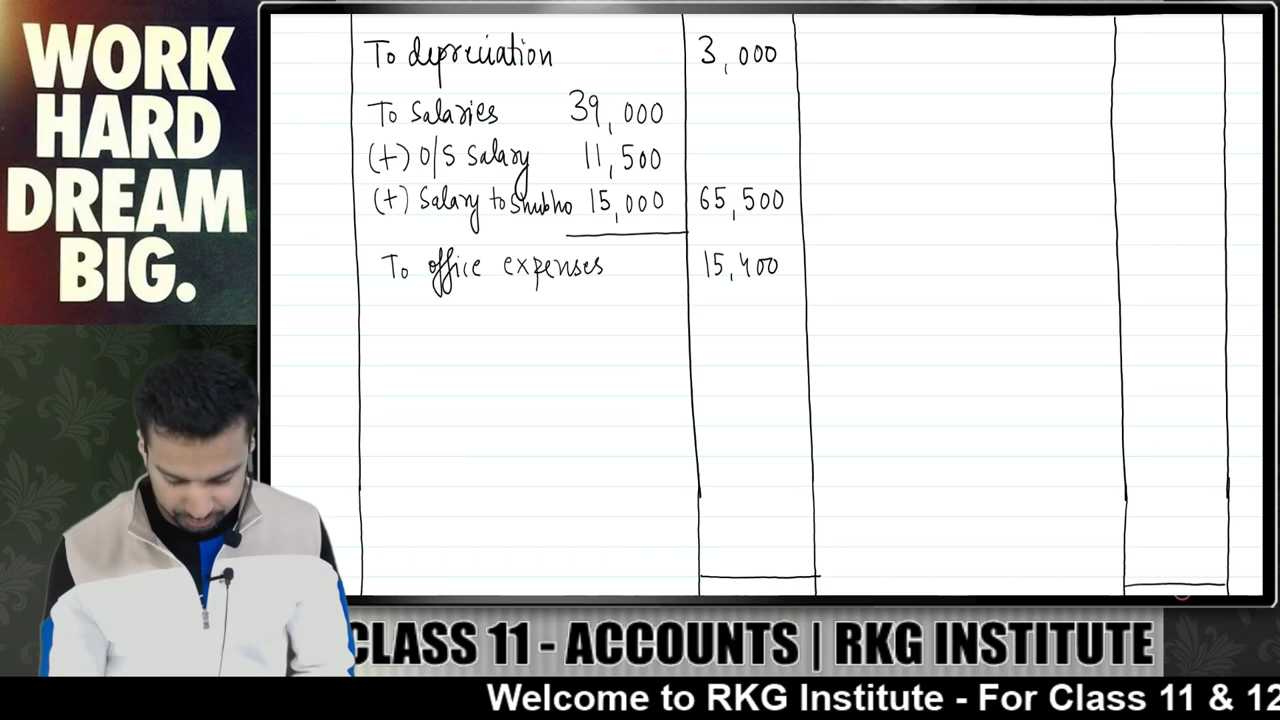 WORK
HARD
DREAM
BIG.
To depreciation 3,000
To Salaries 39,000
(+) O/S Salary 11,500
(+) Salary to Shubho 15,000 65,500
To office expenses 15,400
CLASS 11 - ACCOUNTS | RKG INSTITUTE
Welcome to RKG Institute - For Class 11 & 12